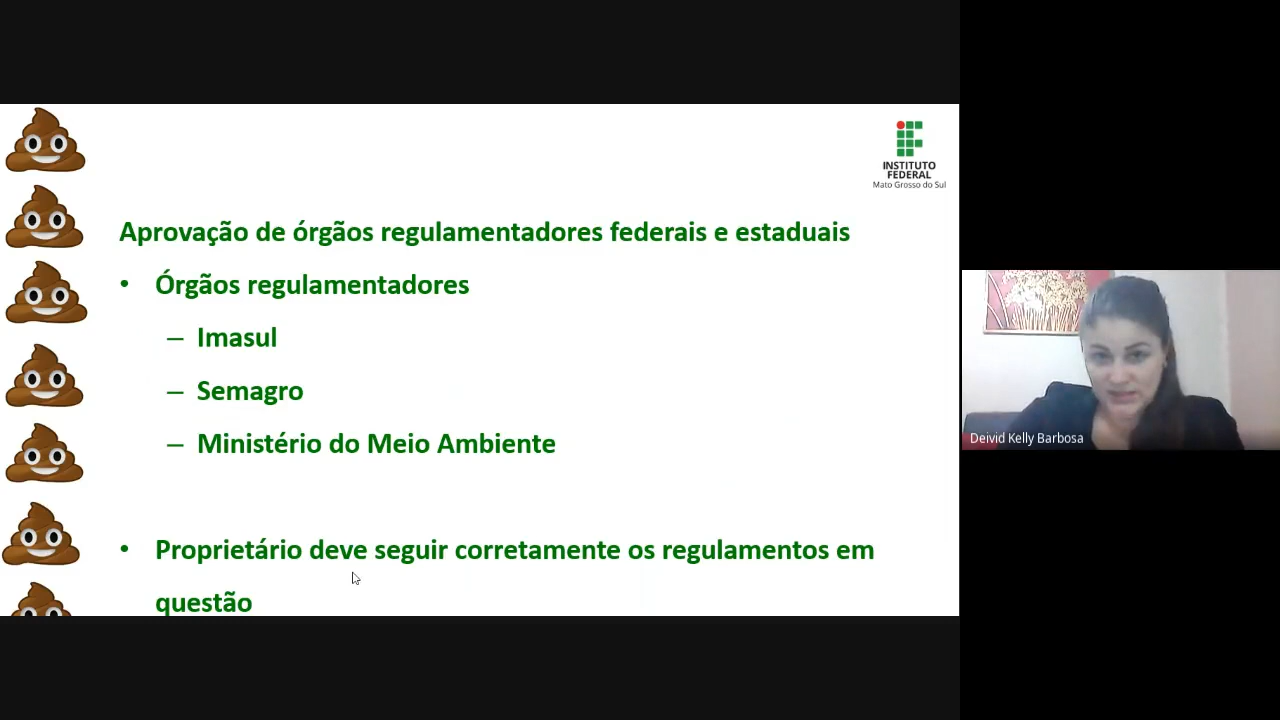 INSTITUTO
FEDERAL
Mato Grosso do Sul
Aprovação de órgãos regulamentadores federais e estaduais
• Órgãos regulamentadores
– Imasul
– Semagro
– Ministério do Meio Ambiente
• Proprietário deve seguir corretamente os regulamentos em
questão
Deivid Kelly Barbosa